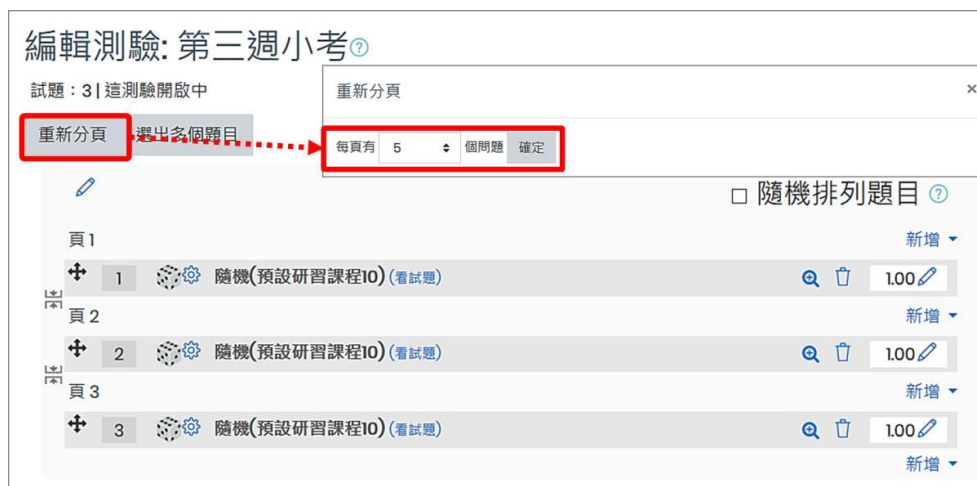 編輯測驗: 第三週小考
試題：3 | 這測驗開啟中
重新分頁 ×
重新分頁 選出多個題目
每頁有 5 個問題 確定
隨機排列題目
頁 1 新增
1 隨機(預設研習課程10) (看試題) 1.00
頁 2 新增
2 隨機(預設研習課程10) (看試題) 1.00
頁 3 新增
3 隨機(預設研習課程10) (看試題) 1.00
新增